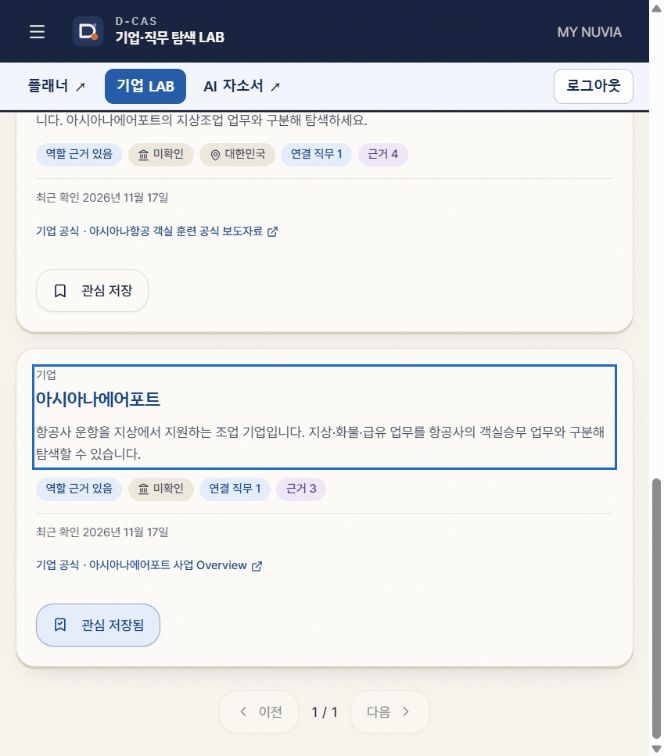 D-CAS
기업·직무 탐색 LAB
MY NUVIA
플래너 ↗
기업 LAB
AI 자소서 ↗
로그아웃
니다. 아시아나에어포트의 지상조업 업무와 구분해 탐색하세요.
역할 근거 있음
미확인
대한민국
연결 직무 1
근거 4
최근 확인 2026년 11월 17일
기업 공식 · 아시아나항공 객실 훈련 공식 보도자료
관심 저장
기업
아시아나에어포트
항공사 운항을 지상에서 지원하는 조업 기업입니다. 지상·화물·급유 업무를 항공사의 객실승무 업무와 구분해
탐색할 수 있습니다.
역할 근거 있음
미확인
연결 직무 1
근거 3
최근 확인 2026년 11월 17일
기업 공식 · 아시아나에어포트 사업 Overview
관심 저장됨
이전
1 / 1
다음